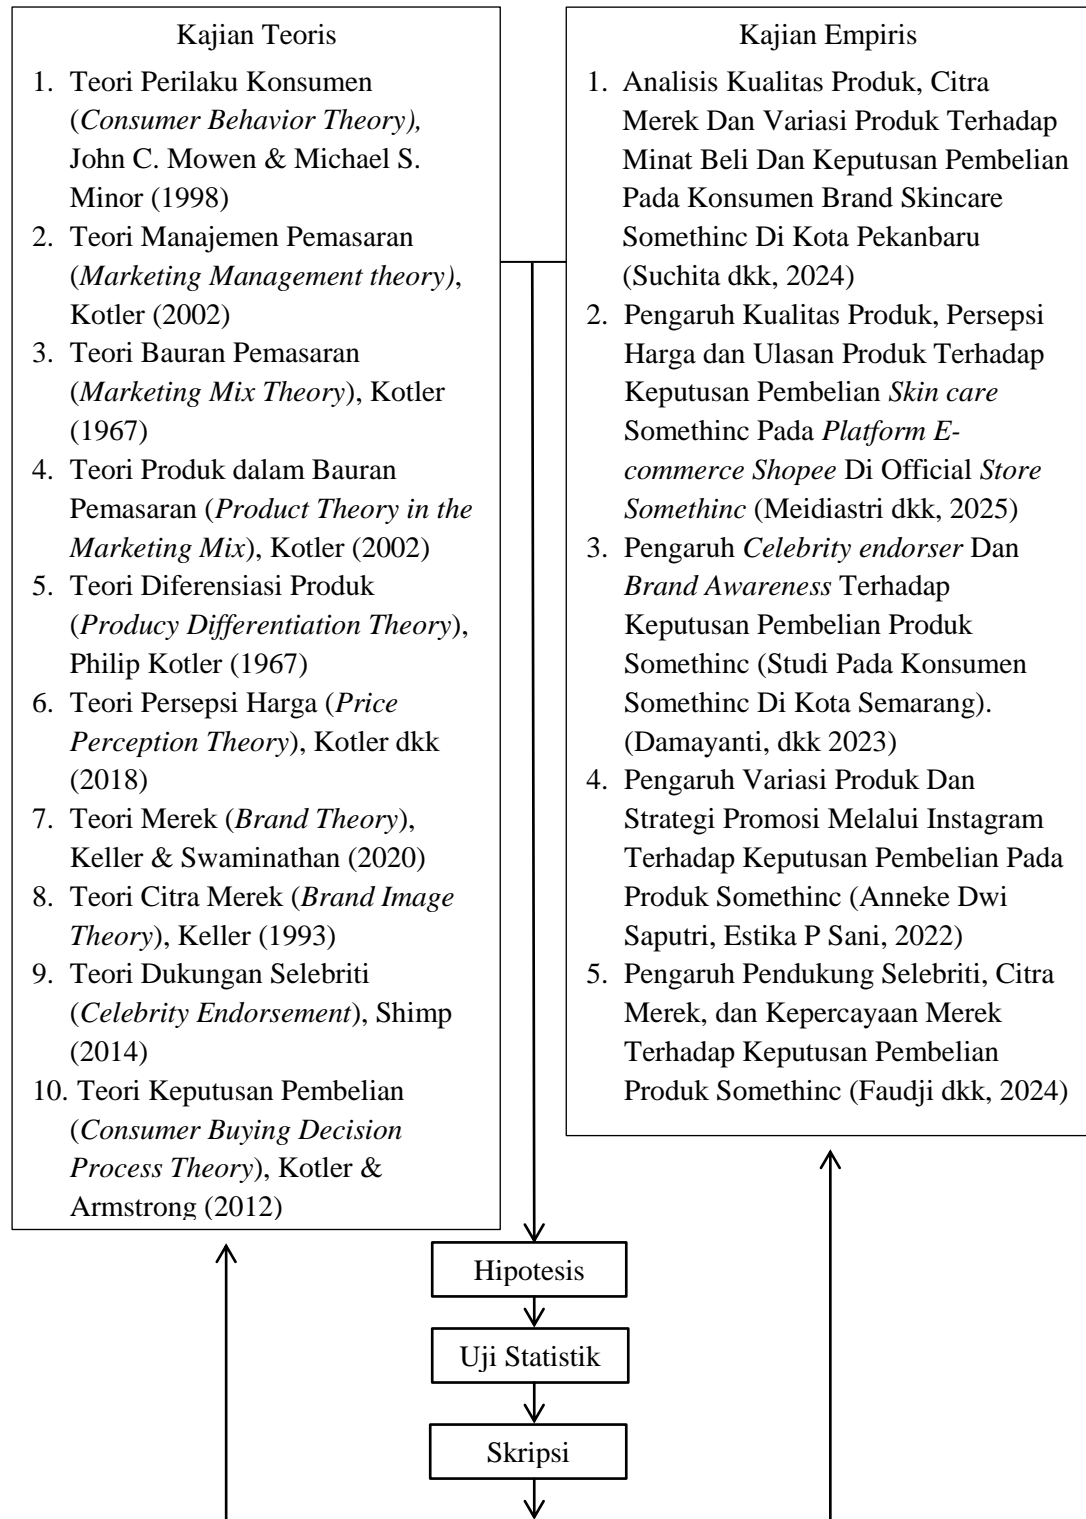 Kajian Teoris
1. Teori Perilaku Konsumen
(Consumer Behavior Theory),
John C. Mowen & Michael S.
Minor (1998)
2. Teori Manajemen Pemasaran
(Marketing Management theory),
Kotler (2002)
3. Teori Bauran Pemasaran
(Marketing Mix Theory), Kotler
(1967)
4. Teori Produk dalam Bauran
Pemasaran (Product Theory in the
Marketing Mix), Kotler (2002)
5. Teori Diferensiasi Produk
(Producy Differentiation Theory),
Philip Kotler (1967)
6. Teori Persepsi Harga (Price
Perception Theory), Kotler dkk
(2018)
7. Teori Merek (Brand Theory),
Keller & Swaminathan (2020)
8. Teori Citra Merek (Brand Image
Theory), Keller (1993)
9. Teori Dukungan Selebriti
(Celebrity Endorsement), Shimp
(2014)
10. Teori Keputusan Pembelian
(Consumer Buying Decision
Process Theory), Kotler &
Armstrong (2012)
Kajian Empiris
1. Analisis Kualitas Produk, Citra
Merek Dan Variasi Produk Terhadap
Minat Beli Dan Keputusan Pembelian
Pada Konsumen Brand Skincare
Somethinc Di Kota Pekanbaru
(Suchita dkk, 2024)
2. Pengaruh Kualitas Produk, Persepsi
Harga dan Ulasan Produk Terhadap
Keputusan Pembelian Skin care
Somethinc Pada Platform E-
commerce Shopee Di Official Store
Somethinc (Meidiastri dkk, 2025)
3. Pengaruh Celebrity endorser Dan
Brand Awareness Terhadap
Keputusan Pembelian Produk
Somethinc (Studi Pada Konsumen
Somethinc Di Kota Semarang).
(Damayanti, dkk 2023)
4. Pengaruh Variasi Produk Dan
Strategi Promosi Melalui Instagram
Terhadap Keputusan Pembelian Pada
Produk Somethinc (Anneke Dwi
Saputri, Estika P Sani, 2022)
5. Pengaruh Pendukung Selebriti, Citra
Merek, dan Kepercayaan Merek
Terhadap Keputusan Pembelian
Produk Somethinc (Faudji dkk, 2024)
Hipotesis
Uji Statistik
Skripsi